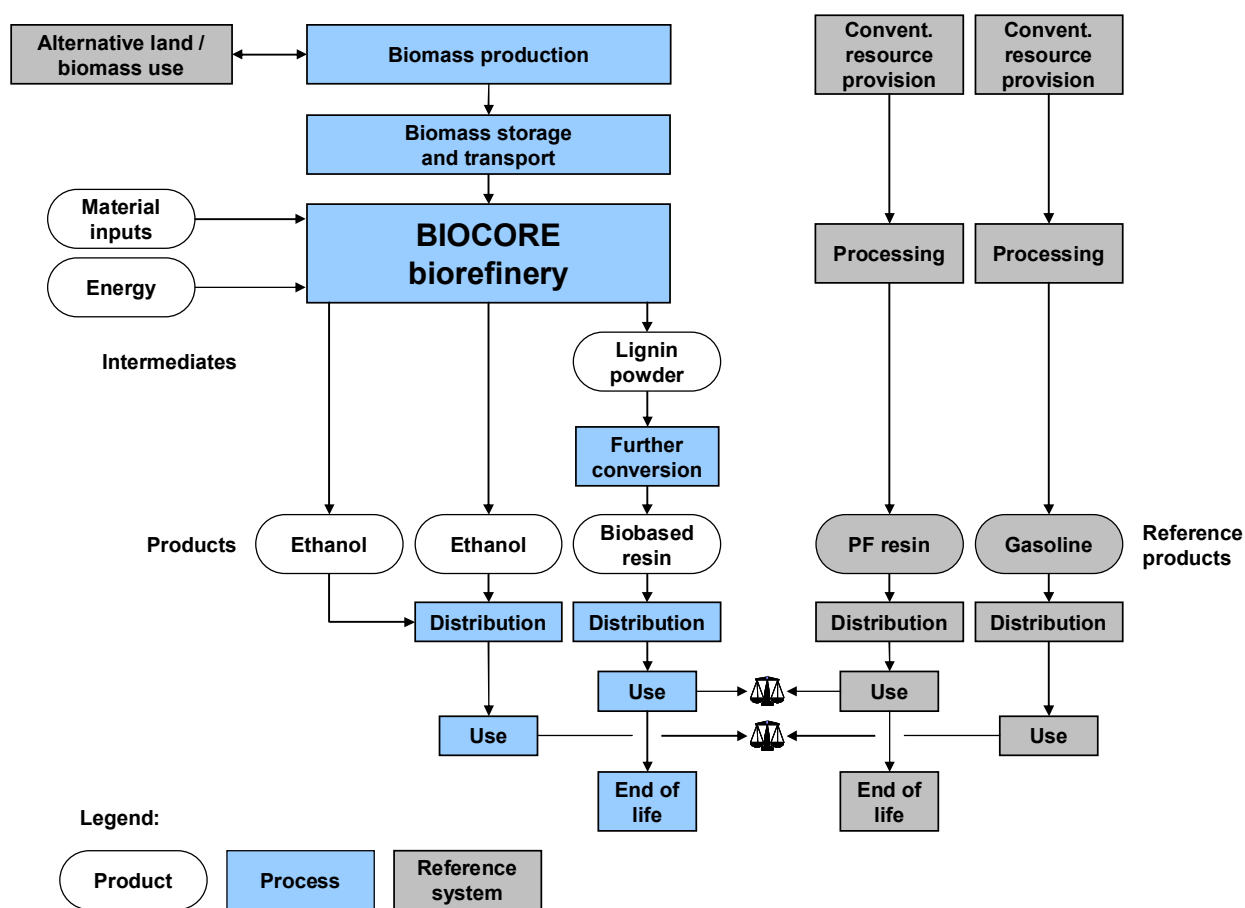 Alternative land /
biomass use
Biomass production
Convent.
resource
provision
Convent.
resource
provision
Biomass storage
and transport
Material
inputs
BIOCORE
biorefinery
Energy
Processing
Processing
Intermediates
Lignin
powder
Further
conversion
Products
Ethanol
Ethanol
Biobased
resin
PF resin
Gasoline
Reference
products
Distribution
Distribution
Distribution
Distribution
Use
Use
Use
Use
End of
life
End of
life
Legend:
Product
Process
Reference
system